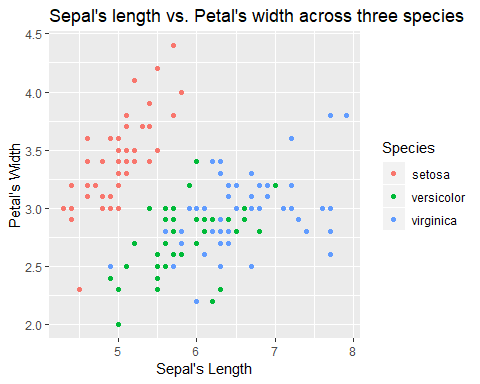 Sepal's length vs. Petal's width across three species
4.5
4.0
3.5
3.0
2.5
2.0
Petal's Width
5
6
7
8
Sepal's Length
Species
setosa
versicolor
virginica